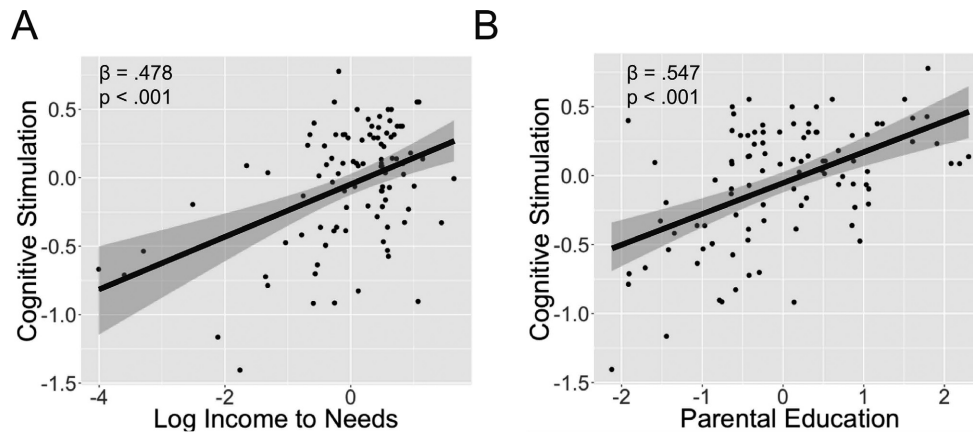 A
β = .478
p < .001
Cognitive Stimulation
0.5
0.0
-0.5
-1.0
-1.5
-4
-2
0
Log Income to Needs
B
β = .547
p < .001
Cognitive Stimulation
0.5
0.0
-0.5
-1.0
-1.5
-2
-1
0
1
2
Parental Education